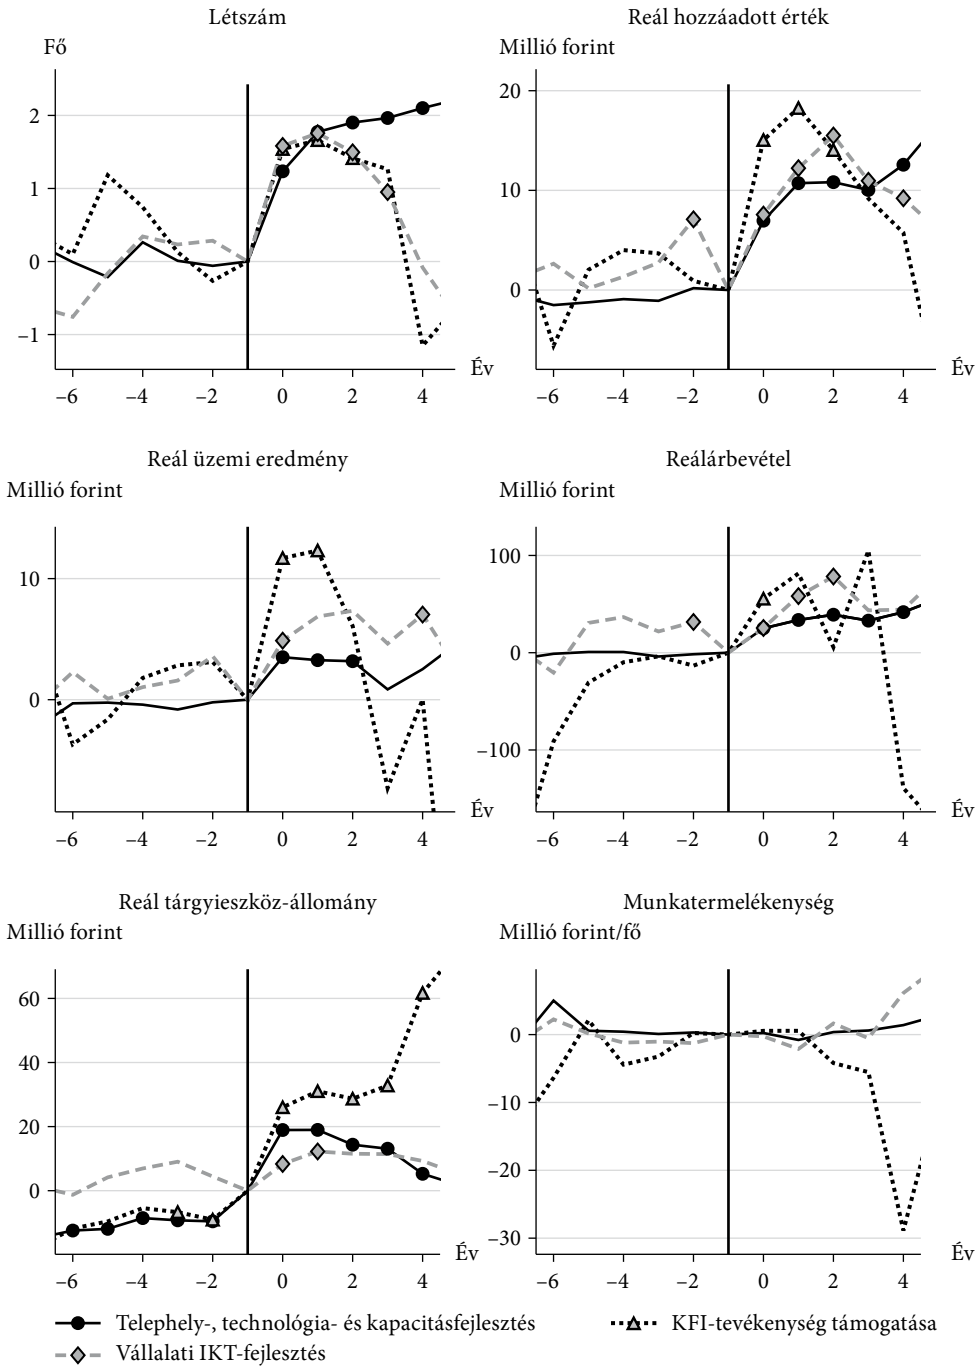 Létszám
Fő
2
1
0
–1
–6 –4 –2 0 2 4 Év
Reál hozzáadott érték
Millió forint
20
10
0
–6 –4 –2 0 2 4 Év
Reál üzemi eredmény
Millió forint
10
0
–6 –4 –2 0 2 4 Év
Reálárbevétel
Millió forint
100
0
–100
–6 –4 –2 0 2 4 Év
Reál tárgyieszköz-állomány
Millió forint
60
40
20
0
–6 –4 –2 0 2 4 Év
Munkatermelékenység
Millió forint/fő
0
–10
–20
–30
–6 –4 –2 0 2 4 Év
Telephely-, technológia- és kapacitásfejlesztés
KFI-tevékenység támogatása
Vállalati IKT-fejlesztés